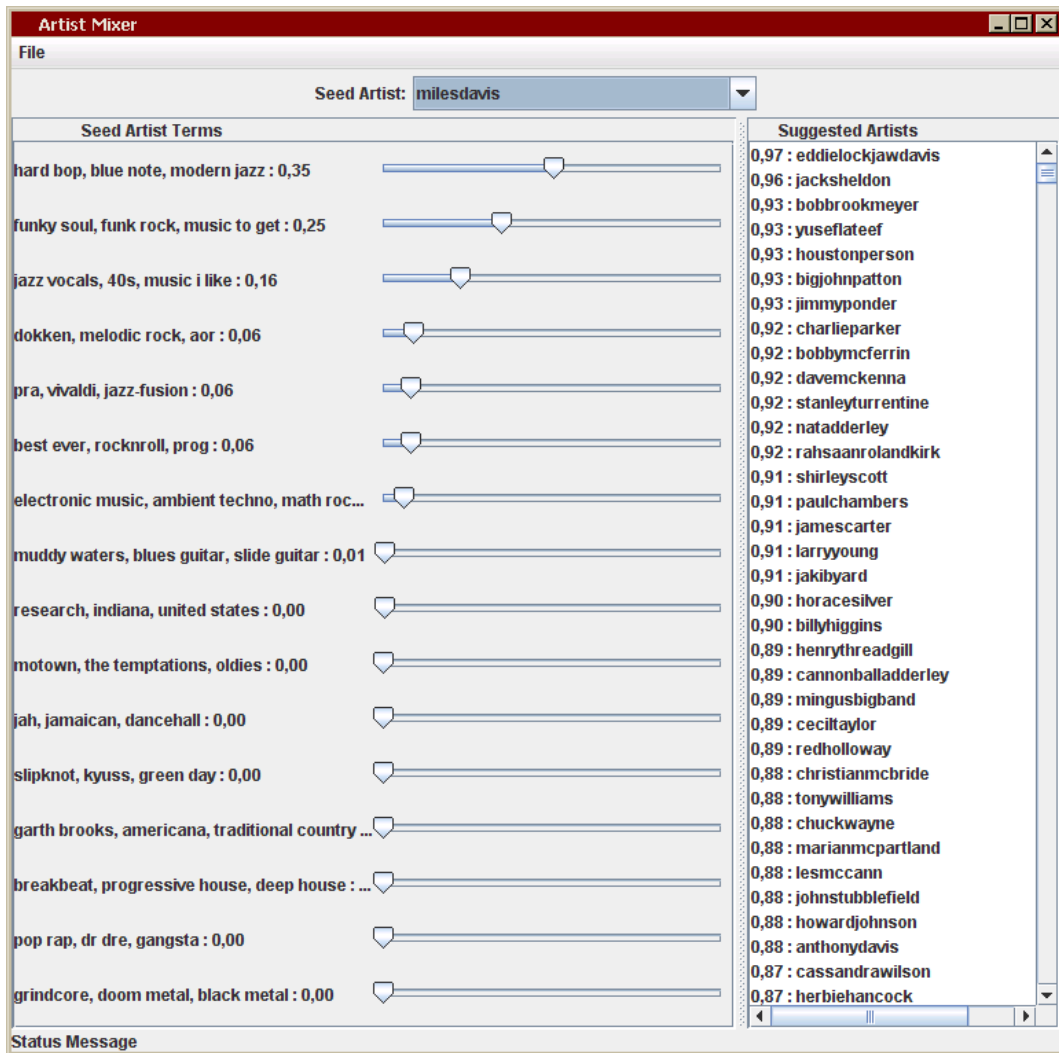 Artist Mixer
File
Seed Artist: milesdavis
Seed Artist Terms
hard bop, blue note, modern jazz : 0,35
funky soul, funk rock, music to get : 0,25
jazz vocals, 40s, music i like : 0,16
dokken, melodic rock, aor : 0,06
pra, vivaldi, jazz-fusion : 0,06
best ever, rocknroll, prog : 0,06
electronic music, ambient techno, math roc...
muddy waters, blues guitar, slide guitar : 0,01
research, indiana, united states : 0,00
motown, the temptations, oldies : 0,00
jah, jamaican, dancehall : 0,00
slipknot, kyuss, green day : 0,00
garth brooks, americana, traditional country ...
breakbeat, progressive house, deep house : ...
pop rap, dr dre, gangsta : 0,00
grindcore, doom metal, black metal : 0,00
Suggested Artists
0,97 : eddielockjawdavis
0,96 : jacksheldon
0,93 : bobbrookmeyer
0,93 : yuseflateef
0,93 : houstonperson
0,93 : bigjohnpatton
0,93 : jimmyponder
0,92 : charlieparker
0,92 : bobbymcferrin
0,92 : davemckenna
0,92 : stanleyturrentine
0,92 : natadderley
0,92 : rahsaanrolandkirk
0,91 : shirleyscott
0,91 : paulchambers
0,91 : jamescarter
0,91 : larryyoung
0,91 : jakibyard
0,90 : horacesilver
0,90 : billyhiggins
0,89 : henrythreadgill
0,89 : cannonballadderley
0,89 : mingusbigband
0,89 : ceciltaylor
0,89 : redholloway
0,88 : christianmcbride
0,88 : tonywilliams
0,88 : chuckwayne
0,88 : marianmcpartland
0,88 : lesmccann
0,88 : johnstubblefield
0,88 : howardjohnson
0,88 : anthonydavis
0,87 : cassandrawilson
0,87 : herbiehancock
Status Message